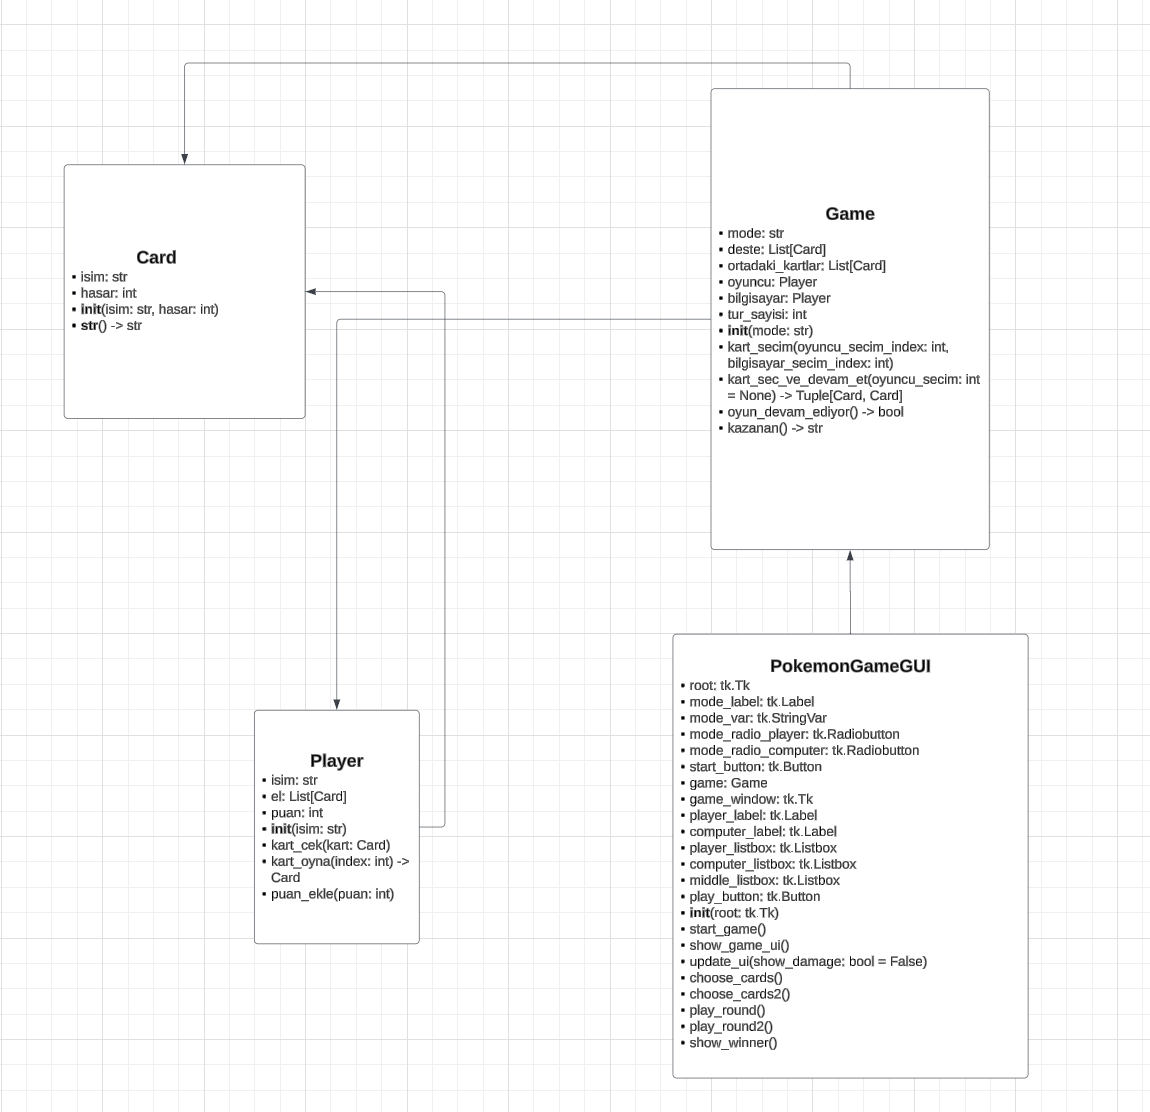 Card
▪ isim: str
▪ hasar: int
▪ init(isim: str, hasar: int)
▪ str() -> str
Game
▪ mode: str
▪ deste: List[Card]
▪ ortadaki_kartlar: List[Card]
▪ oyuncu: Player
▪ bilgisayar: Player
▪ tur_sayisi: int
▪ init(mode: str)
▪ kart_secim(oyuncu_secim_index: int,
bilgisayar_secim_index: int)
▪ kart_sec_ve_devam_et(oyuncu_secim: int
= None) -> Tuple[Card, Card]
▪ oyun_devam_ediyor() -> bool
▪ kazanan() -> str
Player
▪ isim: str
▪ el: List[Card]
▪ puan: int
▪ init(isim: str)
▪ kart_cek(kart: Card)
▪ kart_oyna(index: int) ->
Card
▪ puan_ekle(puan: int)
PokemonGameGUI
▪ root: tk.Tk
▪ mode_label: tk.Label
▪ mode_var: tk.StringVar
▪ mode_radio_player: tk.Radiobutton
▪ mode_radio_computer: tk.Radiobutton
▪ start_button: tk.Button
▪ game: Game
▪ game_window: tk.Tk
▪ player_label: tk.Label
▪ computer_label: tk.Label
▪ player_listbox: tk.Listbox
▪ computer_listbox: tk.Listbox
▪ middle_listbox: tk.Listbox
▪ play_button: tk.Button
▪ init(root: tk.Tk)
▪ start_game()
▪ show_game_ui()
▪ update_ui(show_damage: bool = False)
▪ choose_cards()
▪ choose_cards2()
▪ play_round()
▪ play_round2()
▪ show_winner()